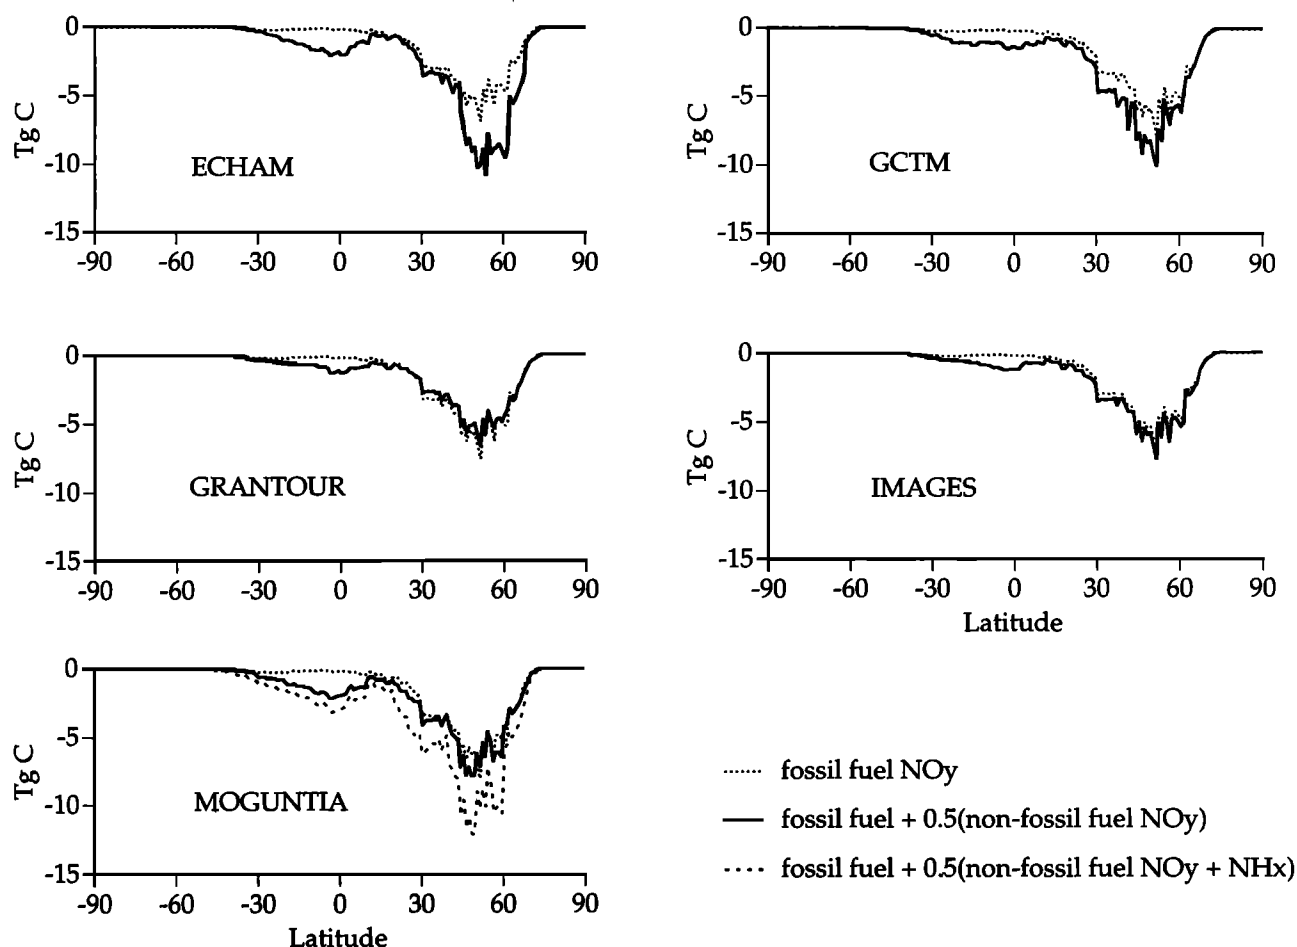 0
-5
-10
-15
Tg C
ECHAM
-90 -60 -30 0 30 60 90
0
-5
-10
-15
Tg C
GCTM
-90 -60 -30 0 30 60 90
0
-5
-10
-15
Tg C
GRANTOUR
-90 -60 -30 0 30 60 90
0
-5
-10
-15
Tg C
IMAGES
-90 -60 -30 0 30 60 90
Latitude
0
-5
-10
-15
Tg C
MOGUNTIA
-90 -60 -30 0 30 60 90
Latitude
fossil fuel NOy
fossil fuel + 0.5(non-fossil fuel NOy)
fossil fuel + 0.5(non-fossil fuel NOy + NHx)